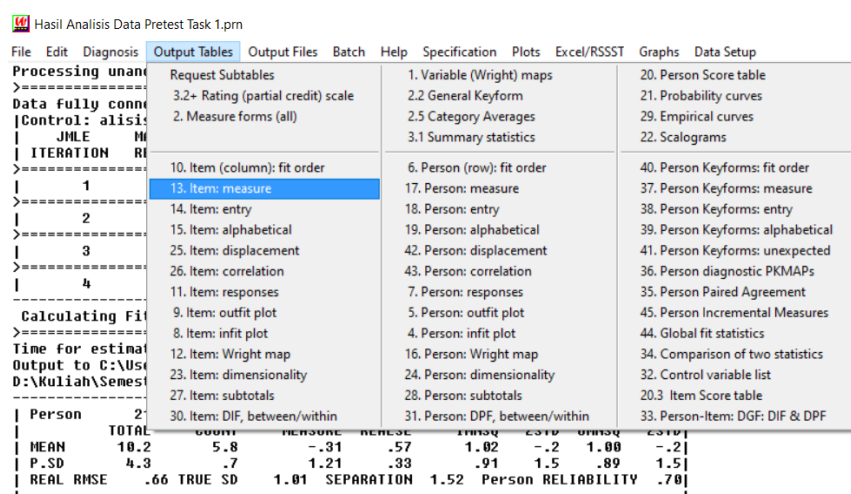 Hasil Analisis Data Pretest Task 1.prn
File Edit Diagnosis Output Tables Output Files Batch Help Specification Plots Excel/RSSST Graphs Data Setup
Processing unan
Data fully conn
|Control: alisis
| JMLE
| ITERATION
| 1
| 2
| 3
| 4
Calculating Fi
Time for estimat
Output to C:\Use
D:\Kuliah\Semest
Request Subtables
3.2+ Rating (partial credit) scale
2. Measure forms (all)
10. Item (column): fit order
13. Item: measure
14. Item: entry
15. Item: alphabetical
25. Item: displacement
26. Item: correlation
11. Item: responses
9. Item: outfit plot
8. Item: infit plot
12. Item: Wright map
23. Item: dimensionality
27. Item: subtotals
30. Item: DIF, between/within
1. Variable (Wright) maps
2.2 General Keyform
2.5 Category Averages
3.1 Summary statistics
6. Person (row): fit order
17. Person: measure
18. Person: entry
19. Person: alphabetical
42. Person: displacement
43. Person: correlation
7. Person: responses
5. Person: outfit plot
4. Person: infit plot
16. Person: Wright map
24. Person: dimensionality
28. Person: subtotals
31. Person: DPF, between/within
20. Person Score table
21. Probability curves
29. Empirical curves
22. Scalograms
40. Person Keyforms: fit order
37. Person Keyforms: measure
38. Person Keyforms: entry
39. Person Keyforms: alphabetical
41. Person Keyforms: unexpected
36. Person diagnostic PKMAPs
35. Person Paired Agreement
45. Person Incremental Measures
44. Global fit statistics
34. Comparison of two statistics
32. Control variable list
20.3 Item Score table
33. Person-Item: DGF: DIF & DPF
| Person
| TOTAL COUNT MEASURE REALSE IMNSQ ZSTD OMNSQ ZSTD|
| MEAN 10.2 5.8 -.31 .57 1.02 -.2 1.00 -.2|
| P.SD 4.3 .7 1.21 .33 .91 1.5 .89 1.5|
| REAL RMSE .66 TRUE SD 1.01 SEPARATION 1.52 Person RELIABILITY .70|